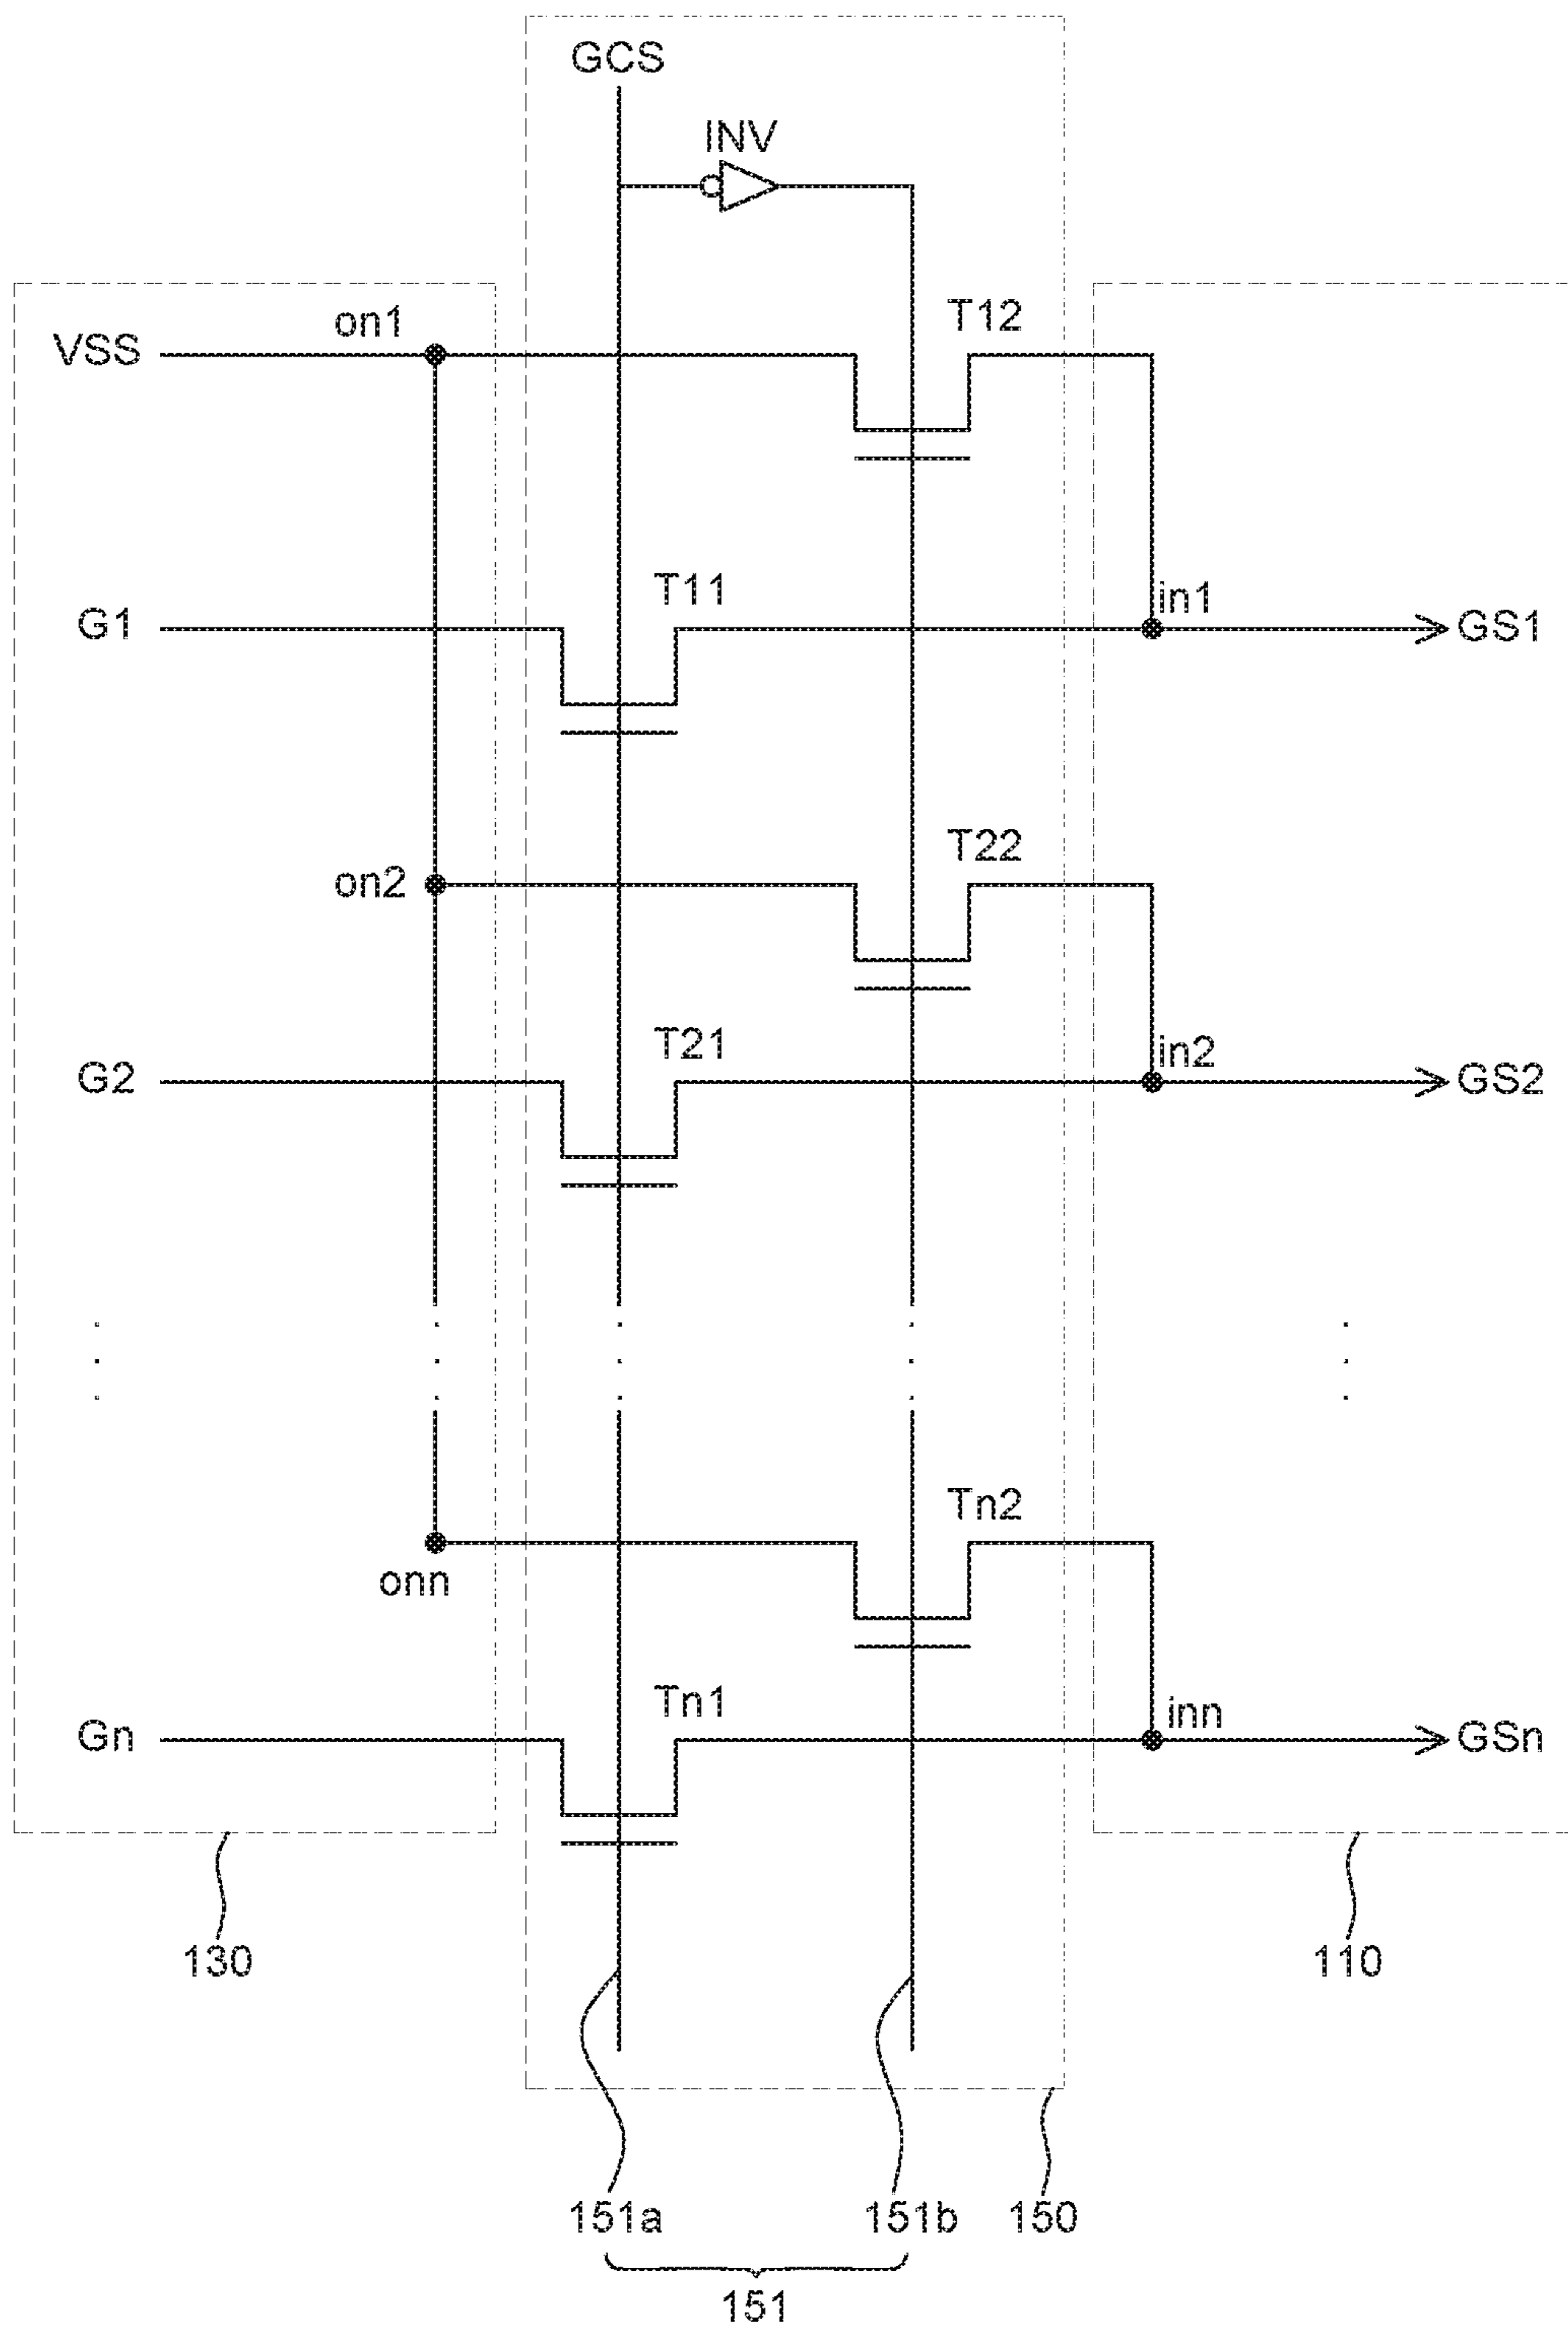 GCS
INV
T12
on1
VSS
T11
in1
G1
GS1
T22
on2
T21
in2
G2
GS2
Tn2
onn
Tn1
inn
Gn
GSn
130
110
151a
151b
150
151